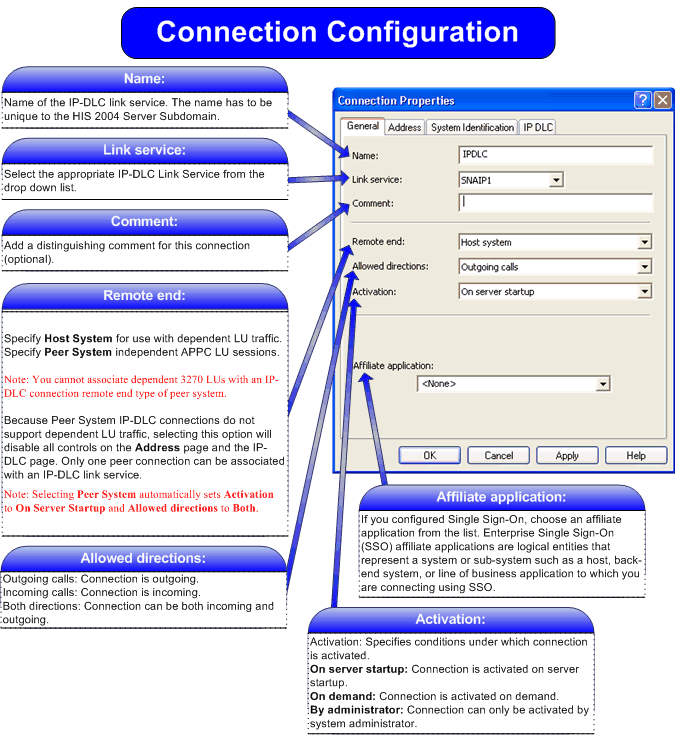 Connection Configuration
Name:
Name of the IP-DLC link service. The name has to be
unique to the HIS 2004 Server Subdomain.
Link service:
Select the appropriate IP-DLC Link Service from the
drop down list.
Comment:
Add a distinguishing comment for this connection
(optional).
Remote end:
Specify Host System for use with dependent LU traffic.
Specify Peer System independent APPC LU sessions.
Note: You cannot associate dependent 3270 LUs with an IP-
DLC connection remote end type of peer system.
Because Peer System IP-DLC connections do not
support dependent LU traffic, selecting this option will
disable all controls on the Address page and the IP-
DLC page. Only one peer connection can be associated
with an IP-DLC link service.
Note: Selecting Peer System automatically sets Activation
to On Server Startup and Allowed directions to Both.
Allowed directions:
Outgoing calls: Connection is outgoing.
Incoming calls: Connection is incoming.
Both directions: Connection can be both incoming and
outgoing.
Connection Properties
General Address System Identification IP DLC
Name: IPDLC
Link service: SNAIP1
Comment:
Remote end: Host system
Allowed directions: Outgoing calls
Activation: On server startup
Affiliate application:
<None>
OK Cancel Apply Help
Affiliate application:
If you configured Single Sign-On, choose an affiliate
application from the list. Enterprise Single Sign-On
(SSO) affiliate applications are logical entities that
represent a system or sub-system such as a host, back-
end system, or line of business application to which you
are connecting using SSO.
Activation:
Activation: Specifies conditions under which connection
is activated.
On server startup: Connection is activated on server
startup.
On demand: Connection is activated on demand.
By administrator: Connection can only be activated by
system administrator.